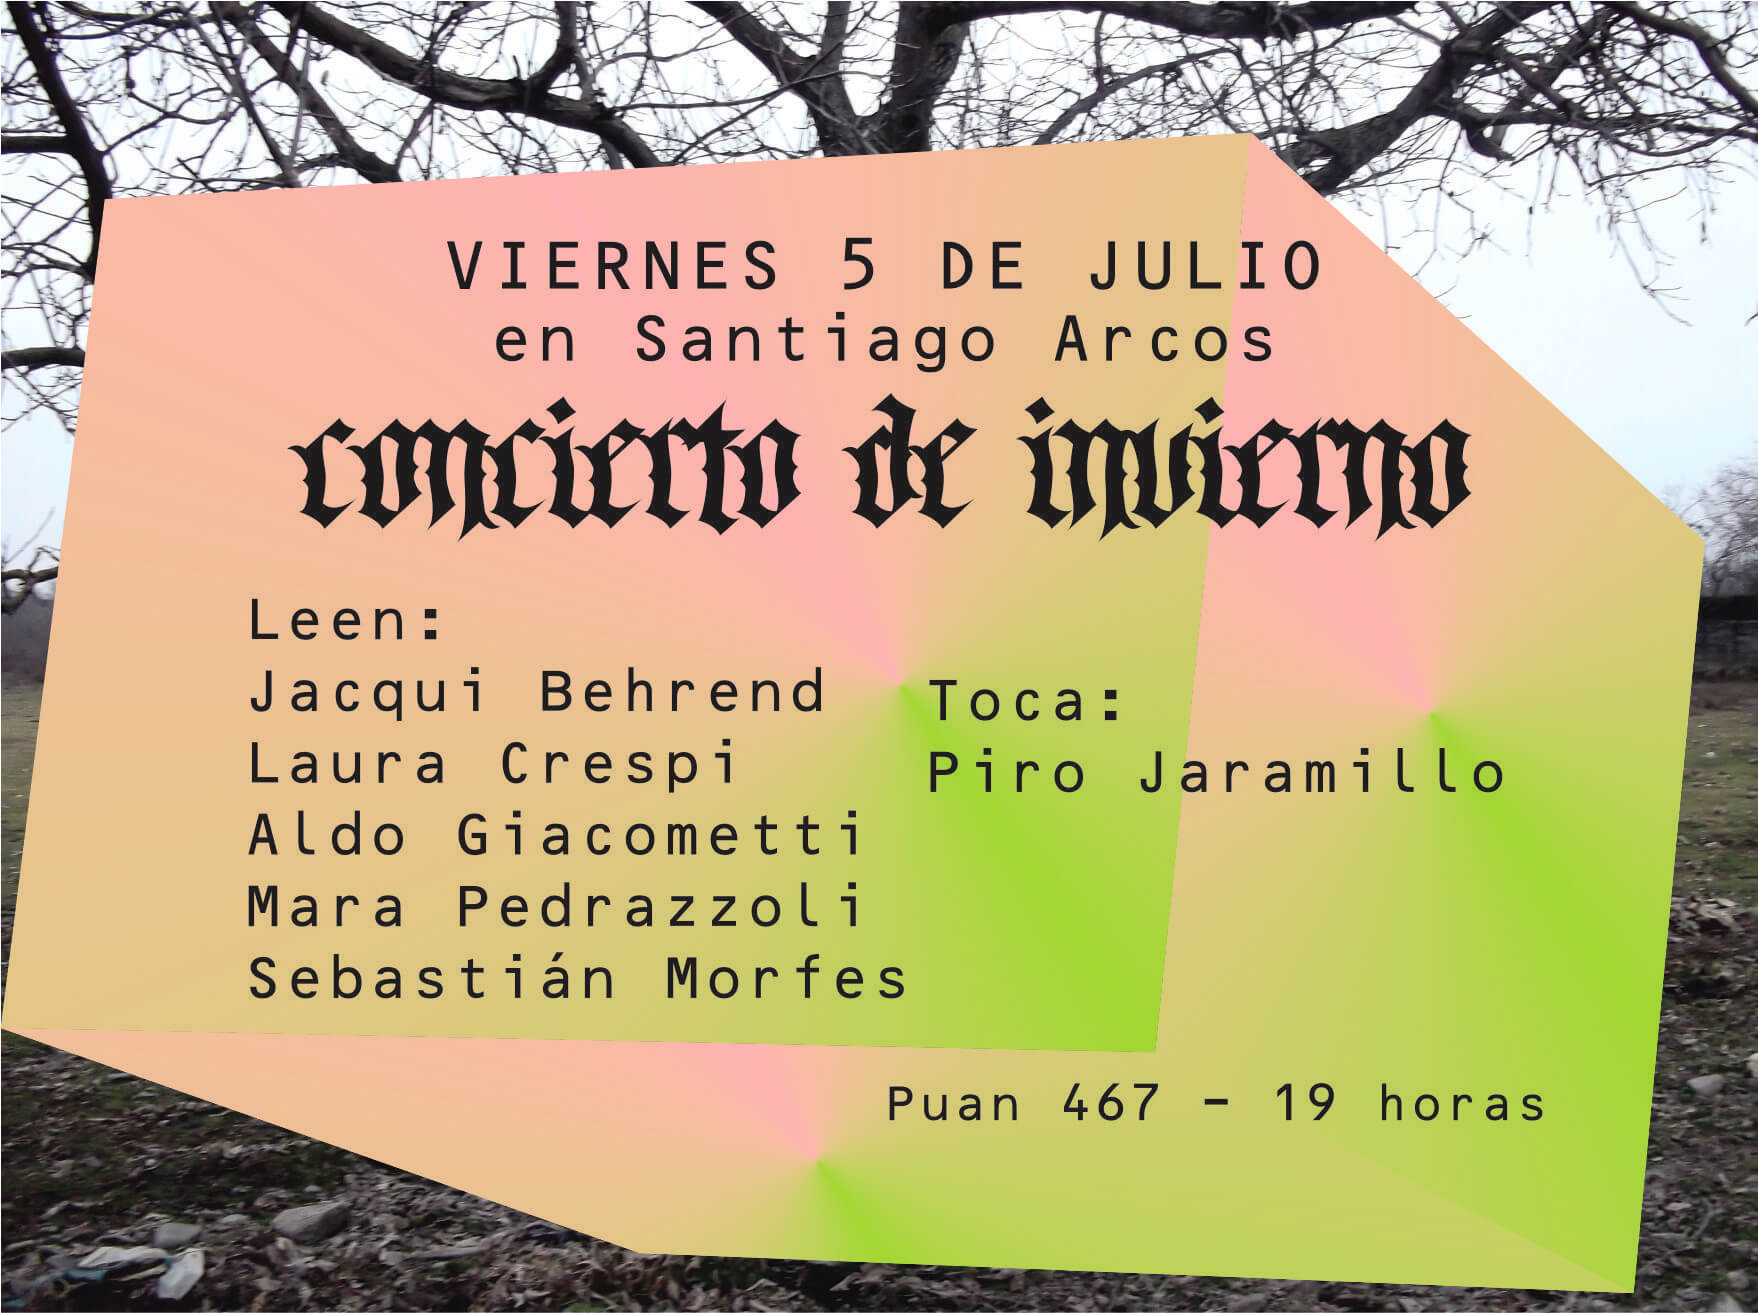 VIERNES 5 DE JULIO
en Santiago Arcos
concierto de invierno
Leen:
Jacqui Behrend
Laura Crespi
Aldo Giacometti
Mara Pedrazzoli
Sebastián Morfes
Toca:
Piro Jaramillo
Puan 467 - 19 horas